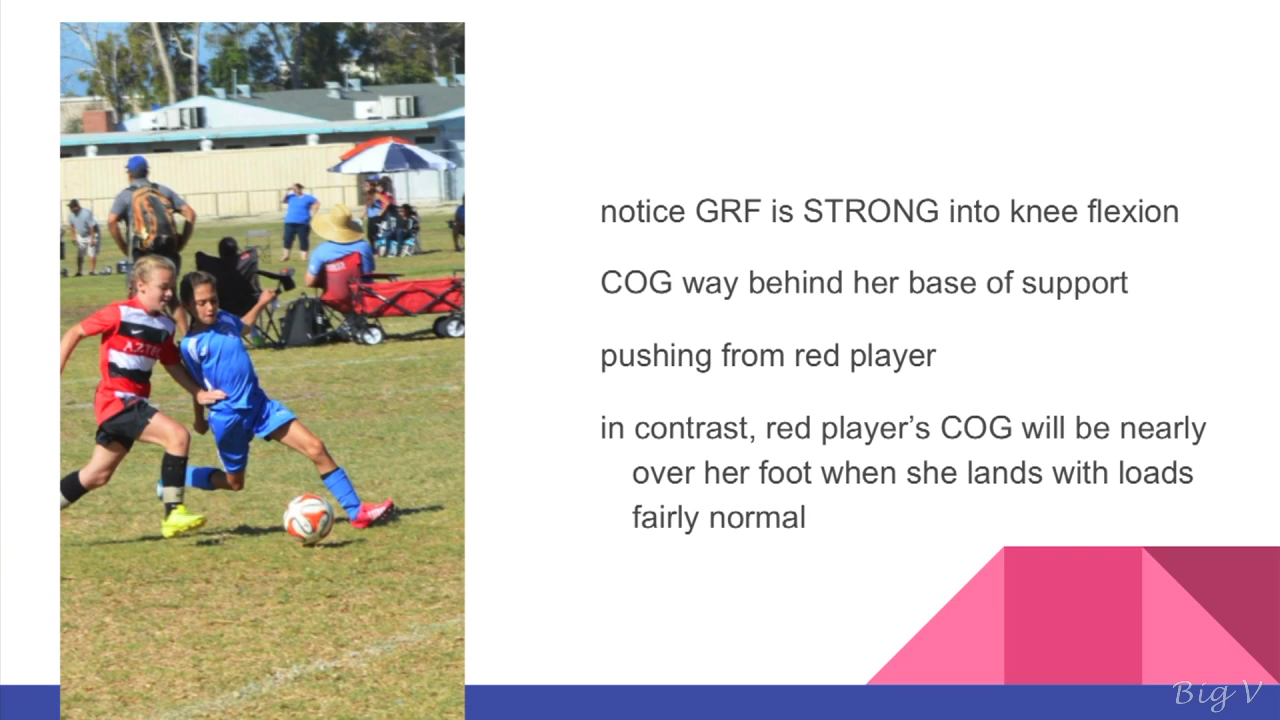 notice GRF is STRONG into knee flexion
COG way behind her base of support
pushing from red player
in contrast, red player’s COG will be nearly
over her foot when she lands with loads
fairly normal
AZTEC
Big V